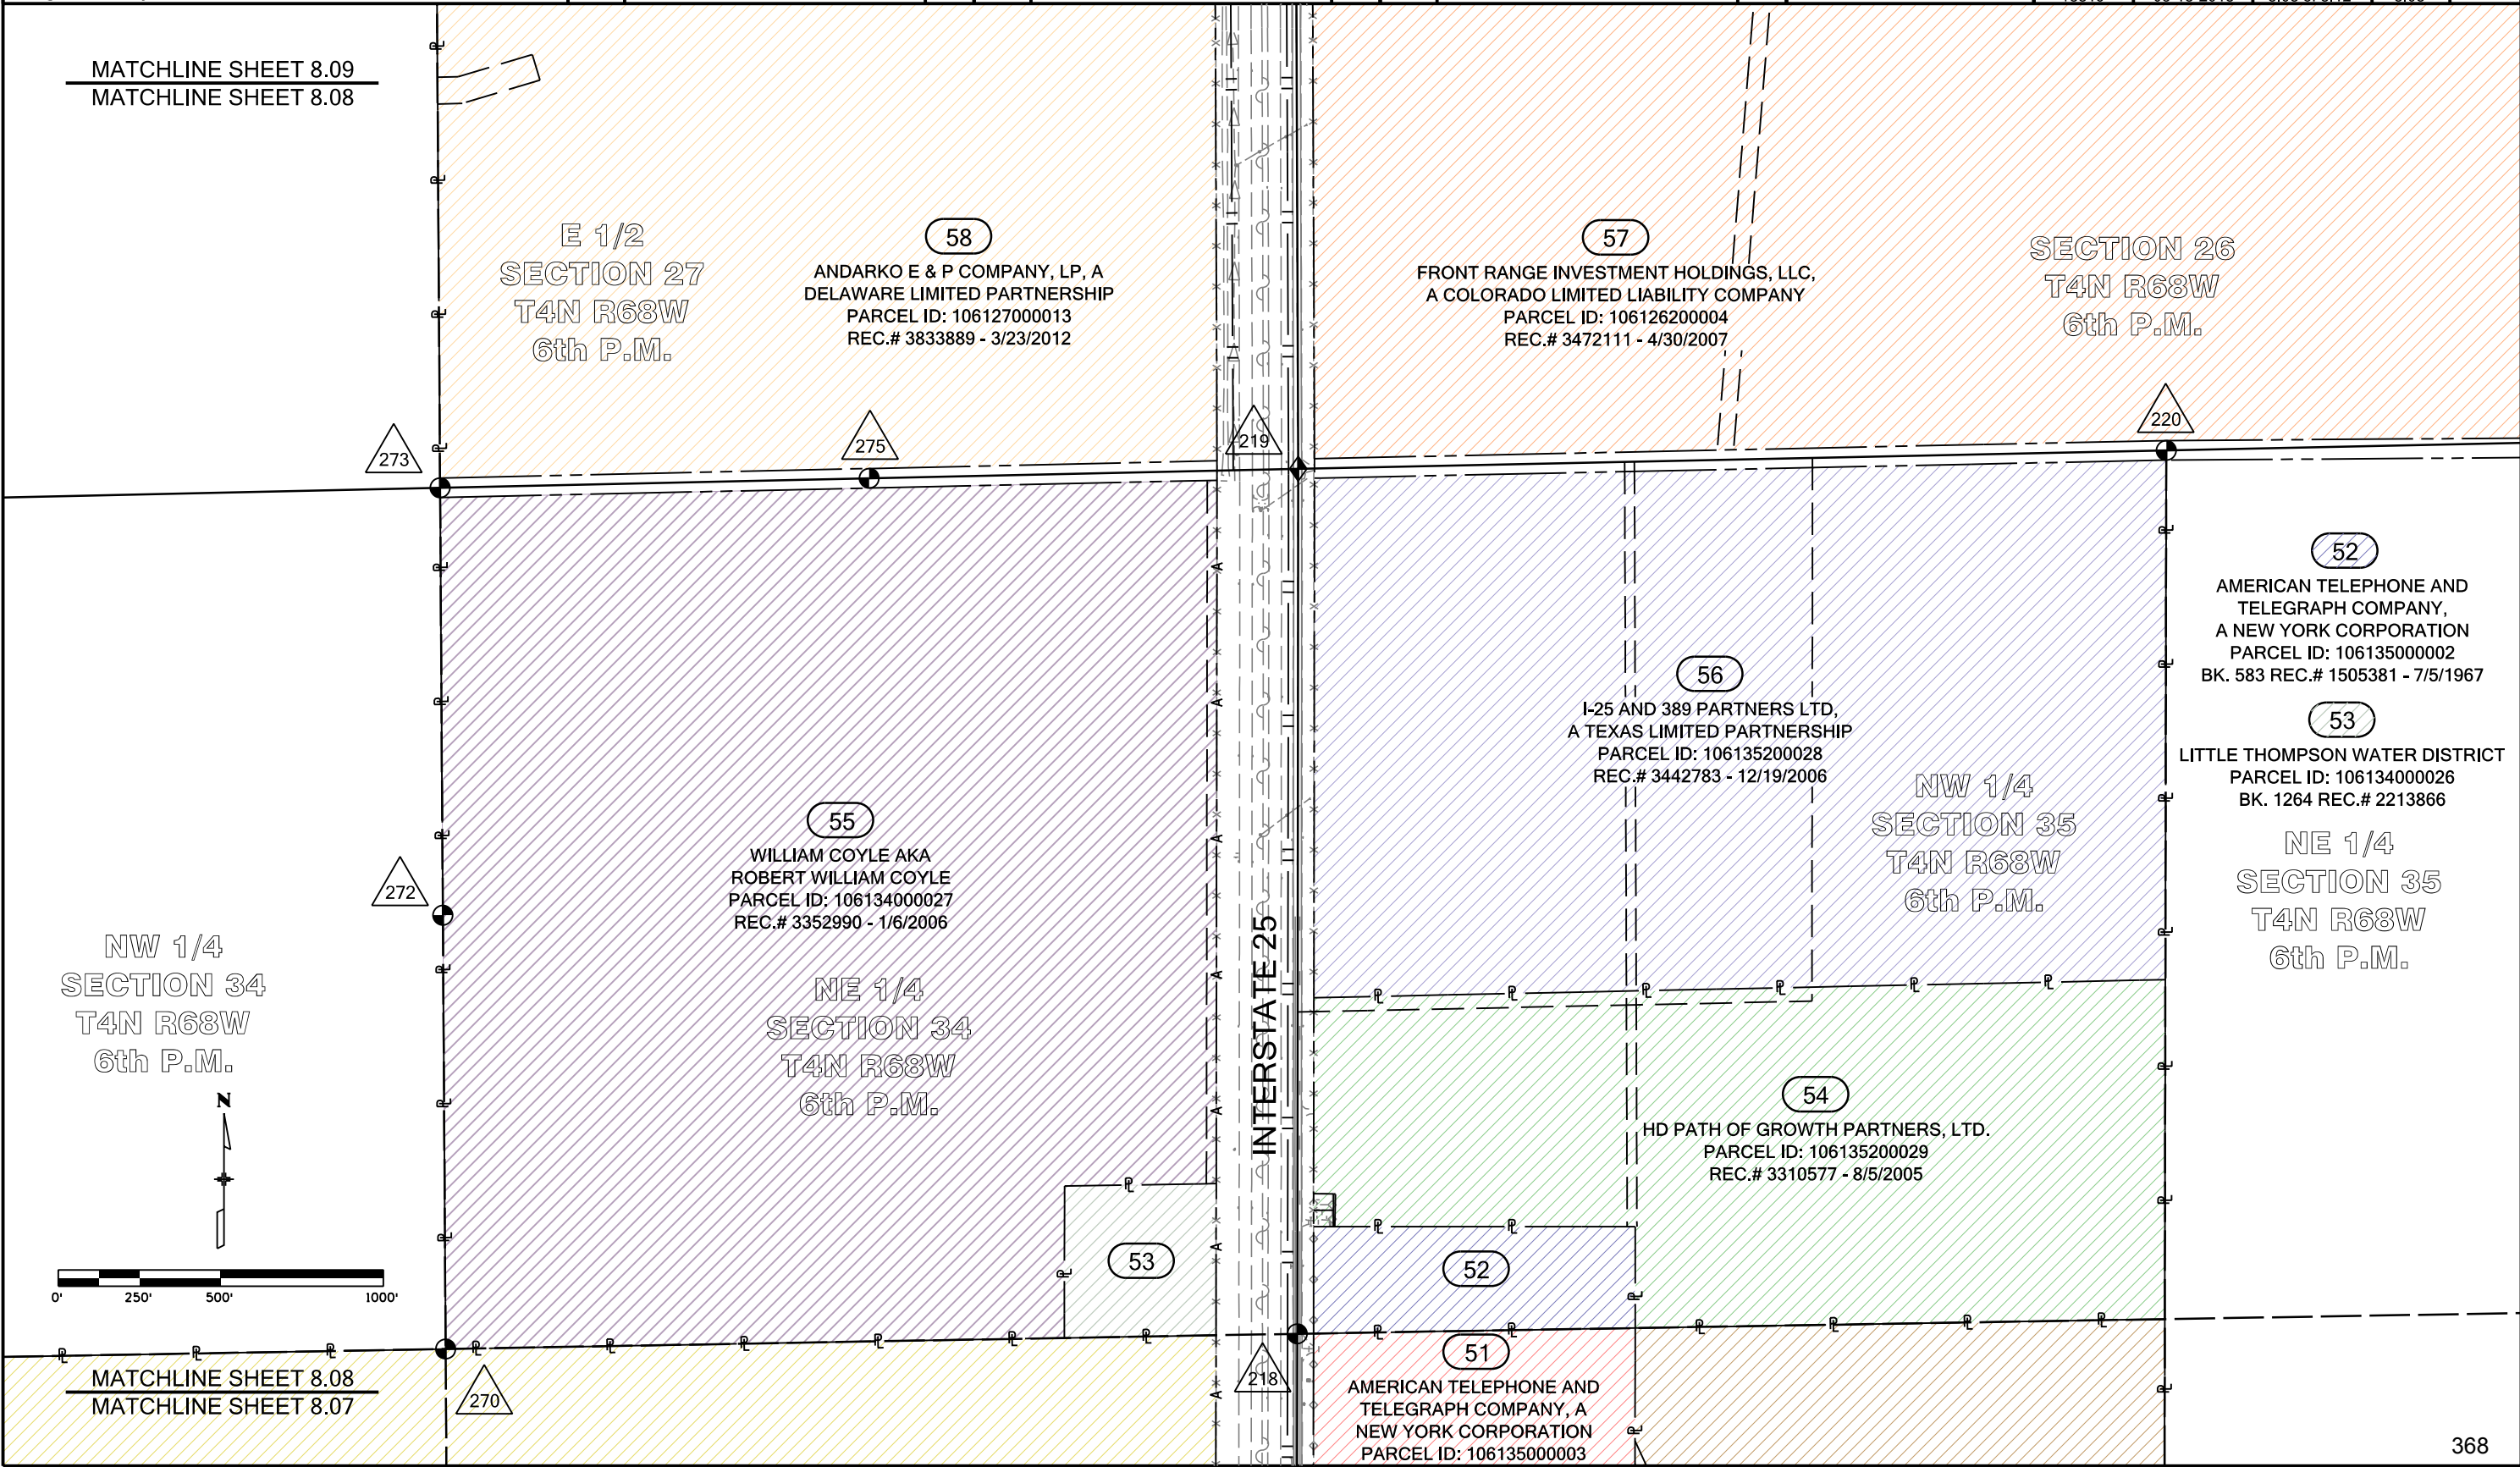 MATCHLINE SHEET 8.09
MATCHLINE SHEET 8.08
E 1/2
SECTION 27
T4N R68W
6th P.M.
58
ANDARKO E & P COMPANY, LP, A
DELAWARE LIMITED PARTNERSHIP
PARCEL ID: 106127000013
REC.# 3833889 - 3/23/2012
57
FRONT RANGE INVESTMENT HOLDINGS, LLC,
A COLORADO LIMITED LIABILITY COMPANY
PARCEL ID: 106126200004
REC.# 3472111 - 4/30/2007
SECTION 26
T4N R68W
6th P.M.
273
275
219
220
52
AMERICAN TELEPHONE AND
TELEGRAPH COMPANY,
A NEW YORK CORPORATION
PARCEL ID: 106135000002
BK. 583 REC.# 1505381 - 7/5/1967
53
LITTLE THOMPSON WATER DISTRICT
PARCEL ID: 106134000026
BK. 1264 REC.# 2213866
NE 1/4
SECTION 35
T4N R68W
6th P.M.
56
I-25 AND 389 PARTNERS LTD,
A TEXAS LIMITED PARTNERSHIP
PARCEL ID: 106135200028
REC.# 3442783 - 12/19/2006
NW 1/4
SECTION 35
T4N R68W
6th P.M.
55
WILLIAM COYLE AKA
ROBERT WILLIAM COYLE
PARCEL ID: 106134000027
REC.# 3352990 - 1/6/2006
272
NW 1/4
SECTION 34
T4N R68W
6th P.M.
NE 1/4
SECTION 34
T4N R68W
6th P.M.
INTERSTATE 25
54
HD PATH OF GROWTH PARTNERS, LTD.
PARCEL ID: 106135200029
REC.# 3310577 - 8/5/2005
N
0' 250' 500' 1000'
53
52
MATCHLINE SHEET 8.08
MATCHLINE SHEET 8.07
270
218
51
AMERICAN TELEPHONE AND
TELEGRAPH COMPANY, A
NEW YORK CORPORATION
PARCEL ID: 106135000003
368